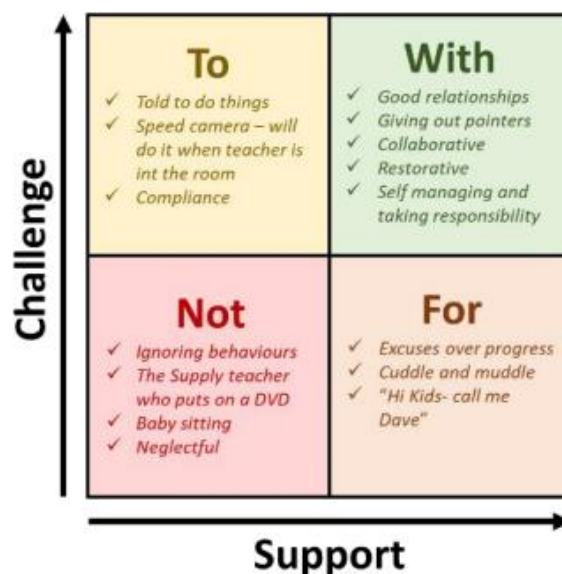 Challenge
To
✓ Told to do things
✓ Speed camera – will
do it when teacher is
int the room
✓ Compliance
With
✓ Good relationships
✓ Giving out pointers
✓ Collaborative
✓ Restorative
✓ Self managing and
taking responsibility
Not
✓ Ignoring behaviours
✓ The Supply teacher
who puts on a DVD
✓ Baby sitting
✓ Neglectful
For
✓ Excuses over progress
✓ Cuddle and muddle
✓ "Hi Kids- call me
Dave"
Support